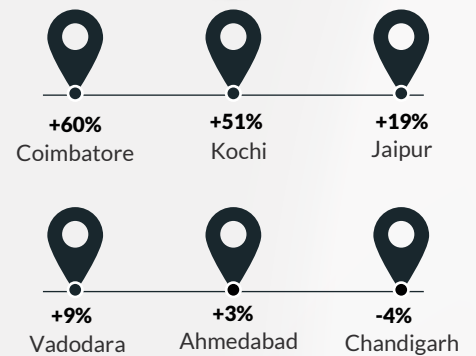 +60% +51% +19%
Coimbatore Kochi Jaipur
+9% +3% -4%
Vadodara Ahmedabad Chandigarh